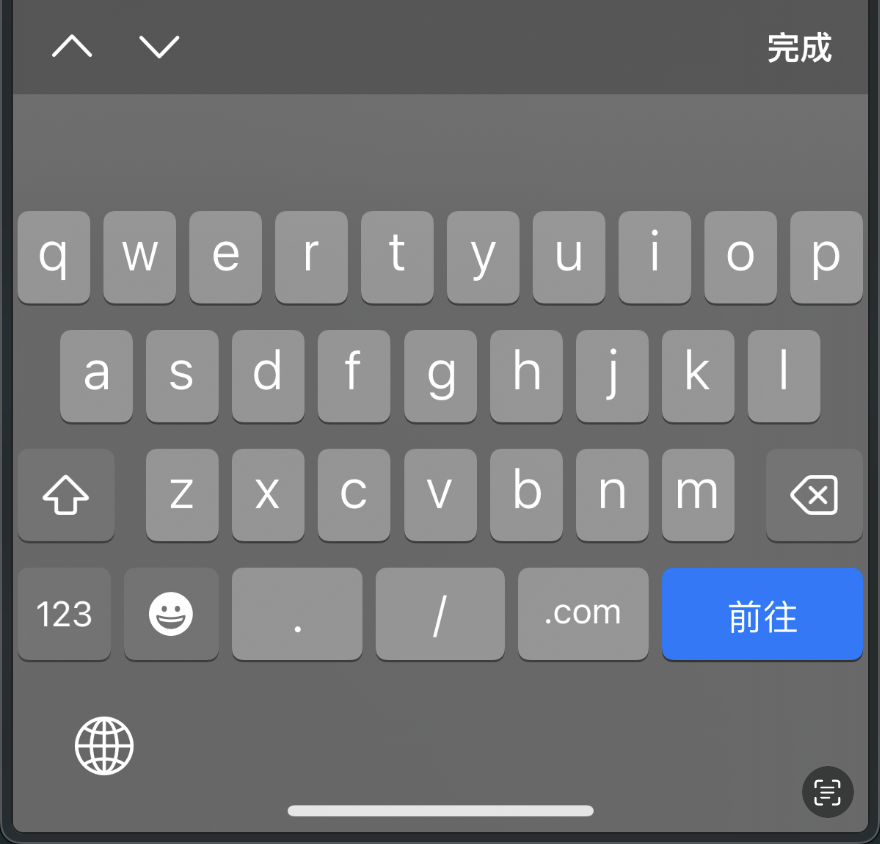 完成
q w e r t y u i o p
a s d f g h j k l
z x c v b n m
123 . / .com 前往